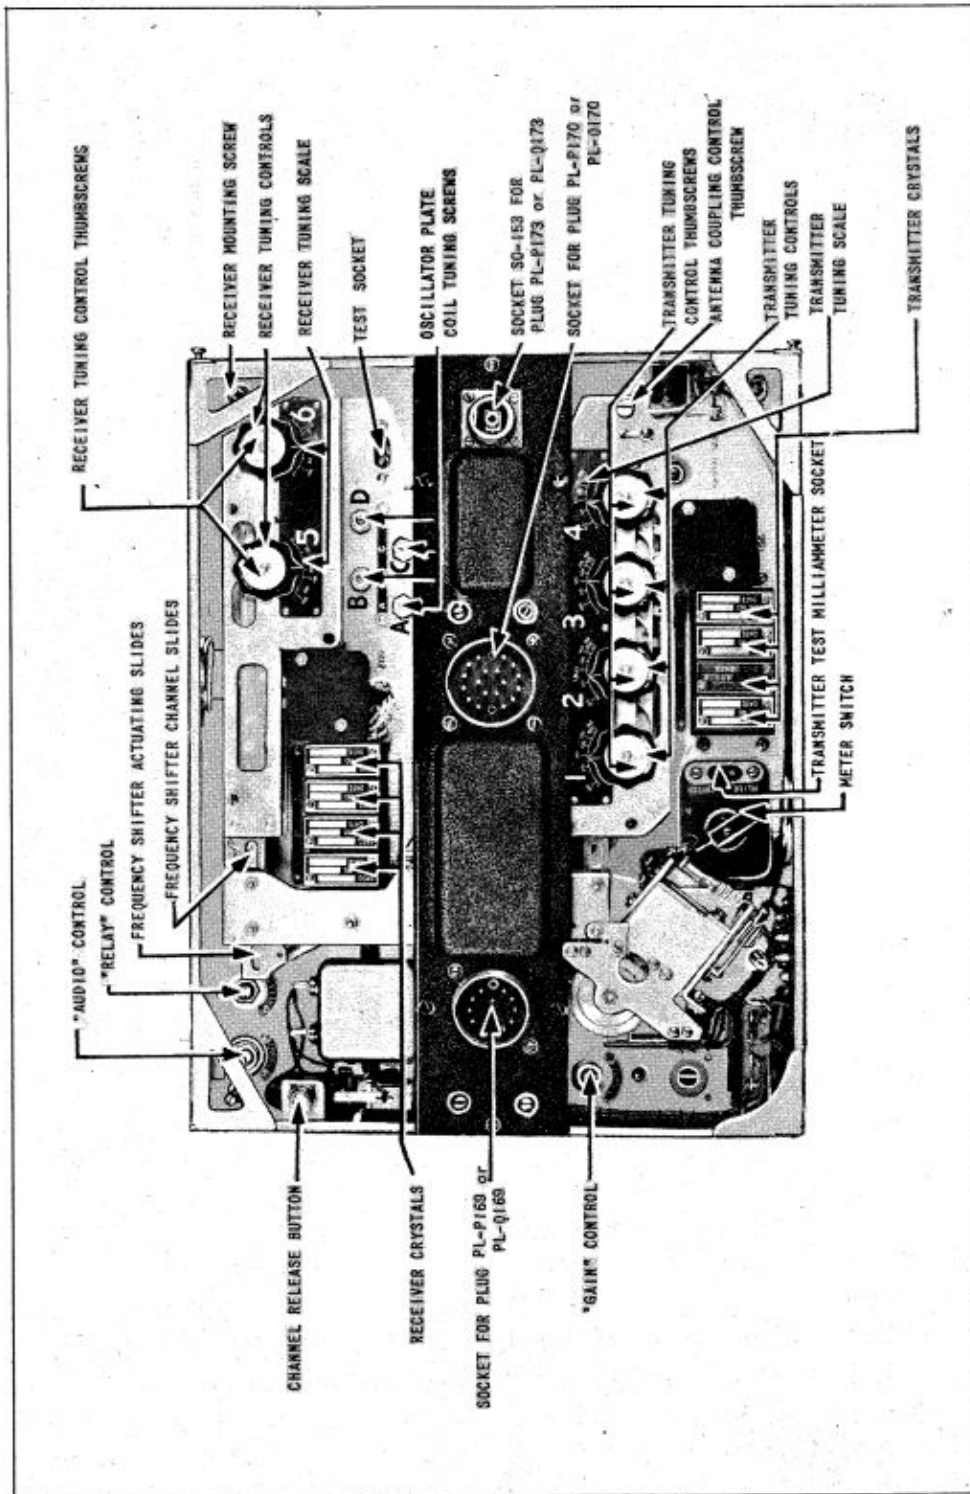 RECEIVER TUNING CONTROL THUMBSCREWS
RECEIVER MOUNTING SCREW
RECEIVER TUNING CONTROLS
RECEIVER TUNING SCALE
TEST SOCKET
OSCILLATOR PLATE
COIL TUNING SCREWS
SOCKET SO-153 FOR
PLUG PL-P173 or PL-Q173
SOCKET FOR PLUG PL-P170 or
PL-Q170
TRANSMITTER TUNING
CONTROL THUMBSCREWS
ANTENNA COUPLING CONTROL
THUMBSCREW
TRANSMITTER
TUNING CONTROLS
TRANSMITTER
TUNING SCALE
TRANSMITTER CRYSTALS
TRANSMITTER TEST MILLIAMMETER SOCKET
METER SWITCH
"AUDIO" CONTROL
"RELAY" CONTROL
FREQUENCY SHIFTER ACTUATING SLIDES
FREQUENCY SHIFTER CHANNEL SLIDES
5
6
A
B
C
D
1
2
3
4
CHANNEL RELEASE BUTTON
RECEIVER CRYSTALS
SOCKET FOR PLUG PL-P169 or
PL-Q169
"GAIN" CONTROL